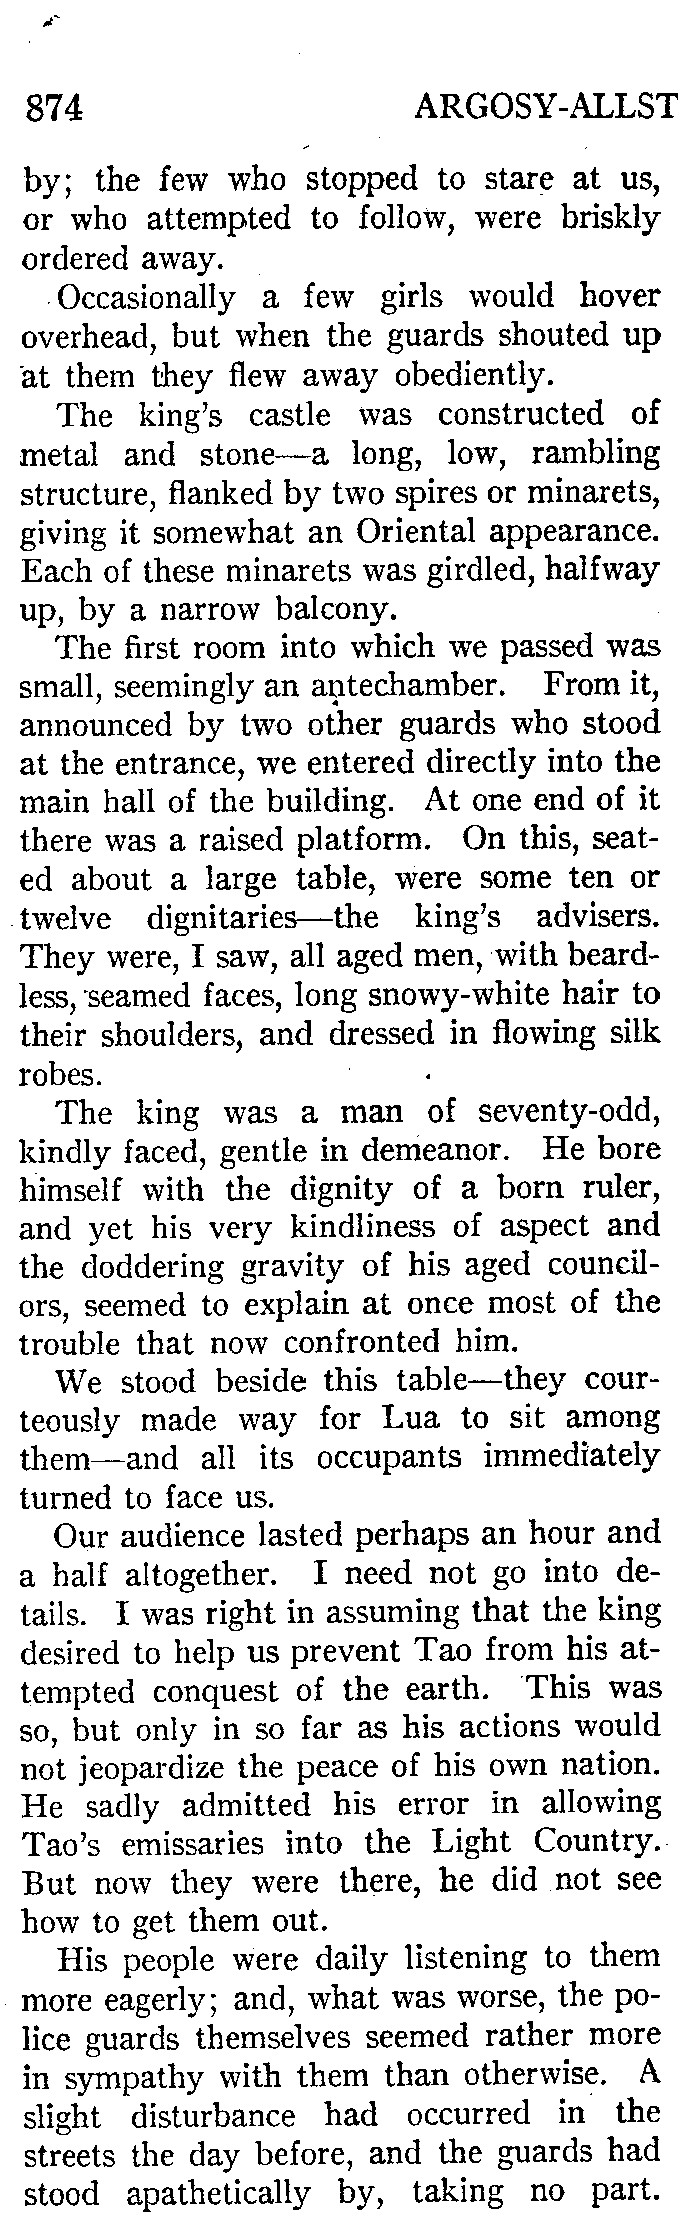 874 ARGOSY-ALLST
by; the few who stopped to stare at us,
or who attempted to follow, were briskly
ordered away.
Occasionally a few girls would hover
overhead, but when the guards shouted up
at them they flew away obediently.
The king's castle was constructed of
metal and stone—a long, low, rambling
structure, flanked by two spires or minarets,
giving it somewhat an Oriental appearance.
Each of these minarets was girdled, halfway
up, by a narrow balcony.
The first room into which we passed was
small, seemingly an antechamber. From it,
announced by two other guards who stood
at the entrance, we entered directly into the
main hall of the building. At one end of it
there was a raised platform. On this, seat-
ed about a large table, were some ten or
twelve dignitaries—the king's advisers.
They were, I saw, all aged men, with beard-
less, seamed faces, long snowy-white hair to
their shoulders, and dressed in flowing silk
robes.
The king was a man of seventy-odd,
kindly faced, gentle in demeanor. He bore
himself with the dignity of a born ruler,
and yet his very kindliness of aspect and
the doddering gravity of his aged council-
ors, seemed to explain at once most of the
trouble that now confronted him.
We stood beside this table—they cour-
teously made way for Lua to sit among
them—and all its occupants immediately
turned to face us.
Our audience lasted perhaps an hour and
a half altogether. I need not go into de-
tails. I was right in assuming that the king
desired to help us prevent Tao from his at-
tempted conquest of the earth. This was
so, but only in so far as his actions would
not jeopardize the peace of his own nation.
He sadly admitted his error in allowing
Tao's emissaries into the Light Country.
But now they were there, he did not see
how to get them out.
His people were daily listening to them
more eagerly; and, what was worse, the po-
lice guards themselves seemed rather more
in sympathy with them than otherwise. A
slight disturbance had occurred in the
streets the day before, and the guards had
stood apathetically by, taking no part.